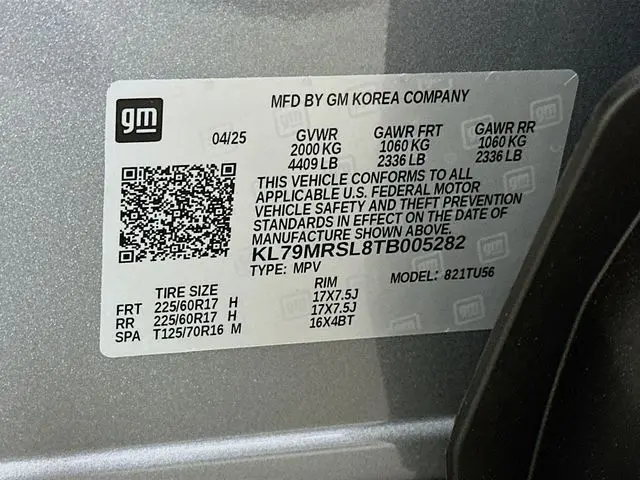 gm
MFD BY GM KOREA COMPANY
04/25 GVWR GAWR FRT GAWR RR
2000 KG 1060 KG 1060 KG
4409 LB 2336 LB 2336 LB
THIS VEHICLE CONFORMS TO ALL
APPLICABLE U.S. FEDERAL MOTOR
VEHICLE SAFETY AND THEFT PREVENTION
STANDARDS IN EFFECT ON THE DATE OF
MANUFACTURE SHOWN ABOVE.
KL79MRSL8TB005282
TYPE: MPV MODEL: 821TU56
TIRE SIZE RIM
FRT 225/60R17 H 17X7.5J
RR 225/60R17 H 17X7.5J
SPA T125/70R16 M 16X4BT